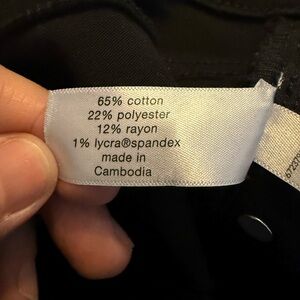 65% cotton
22% polyester
12% rayon
1% lycra®spandex
made in
Cambodia